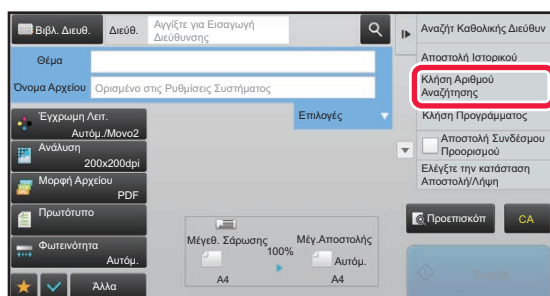 Βιβλ. Διευθ.
Διεύθ.
Αγγίξτε για Εισαγωγή
Διεύθυνσης
Θέμα
Όνομα Αρχείου
Ορισμένο στις Ρυθμίσεις Συστήματος
Επιλογές
Έγχρωμη Λειτ.
Αυτόμ./Μονο2
Ανάλυση
200x200dpi
Μορφή Αρχείου
PDF
Πρωτότυπο
Φωτεινότητα
Αυτόμ.
Άλλα
Μέγεθ. Σάρωσης
100%
Μέγ.Αποστολής
Αυτόμ.
A4
A4
Αναζήτ Καθολικής Διεύθυν
Αποστολή Ιστορικού
Κλήση Αριθμού
Αναζήτησης
Κλήση Προγράμματος
Αποστολή Συνδέσμου
Προορισμού
Ελέγξτε την κατάσταση
Αποστολή/Λήψη
Προεπισκόπ
CA
Έναρξη